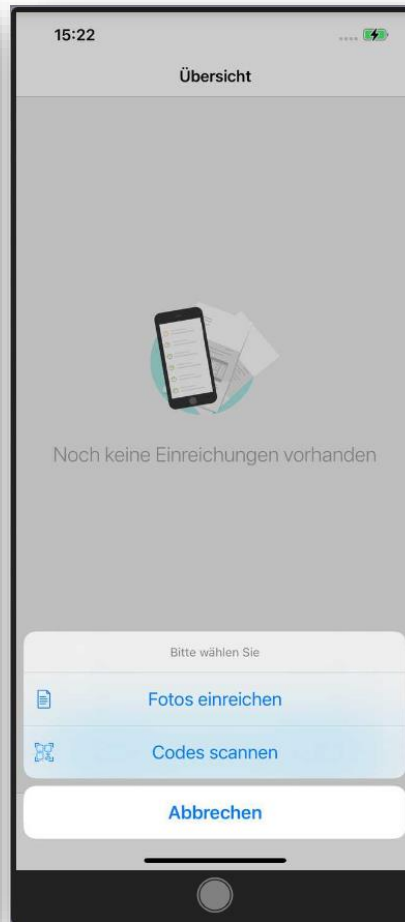 15:22
Übersicht
Noch keine Einreichungen vorhanden
Bitte wählen Sie
Fotos einreichen
Codes scannen
Abbrechen